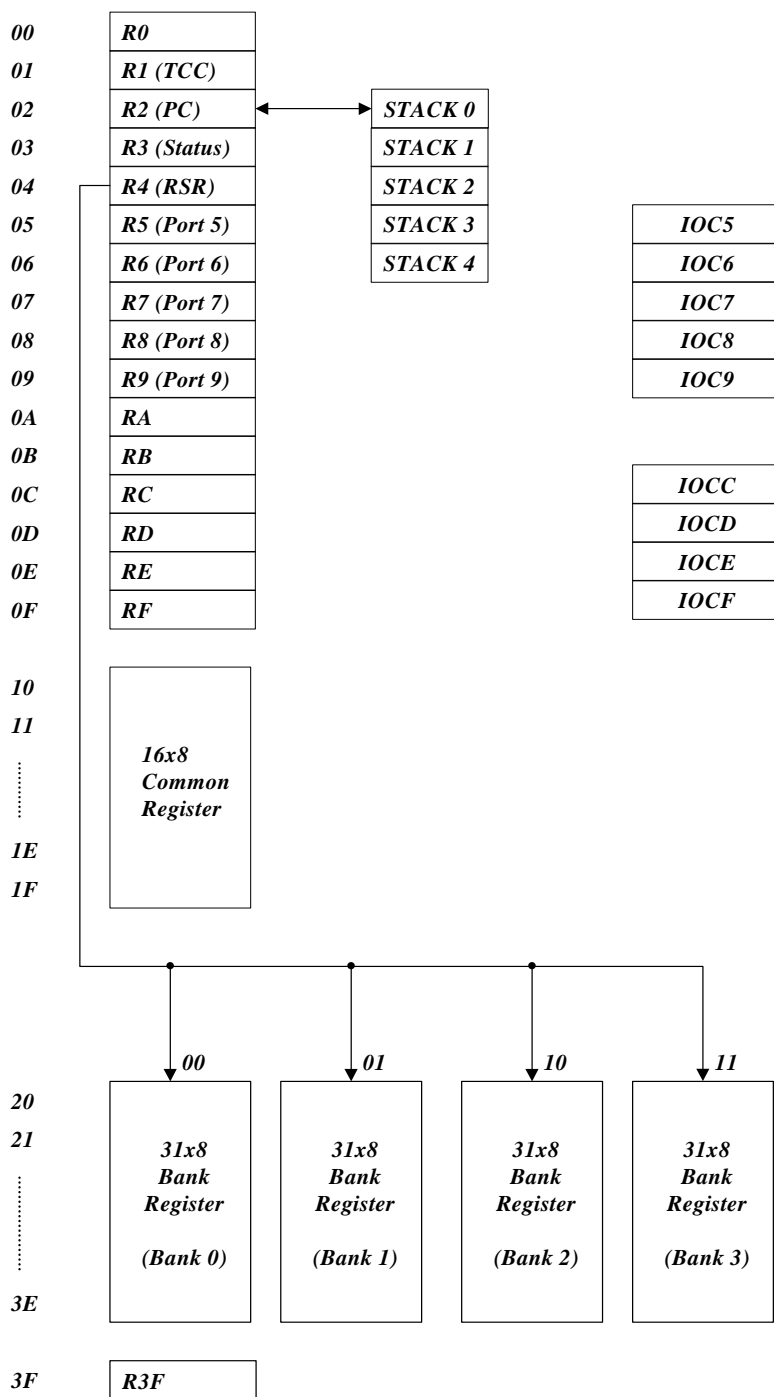 00 R0
01 R1 (TCC)
02 R2 (PC) STACK 0
03 R3 (Status) STACK 1
04 R4 (RSR) STACK 2
05 R5 (Port 5) STACK 3 IOC5
06 R6 (Port 6) STACK 4 IOC6
07 R7 (Port 7) IOC7
08 R8 (Port 8) IOC8
09 R9 (Port 9) IOC9
0A RA
0B RB
0C RC IOCC
0D RD IOCD
0E RE IOCE
0F RF IOCF
10
11
16x8
Common
Register
1E
1F
00 01 10 11
20
21
31x8 31x8 31x8 31x8
Bank Bank Bank Bank
Register Register Register Register
(Bank 0) (Bank 1) (Bank 2) (Bank 3)
3E
3F R3F